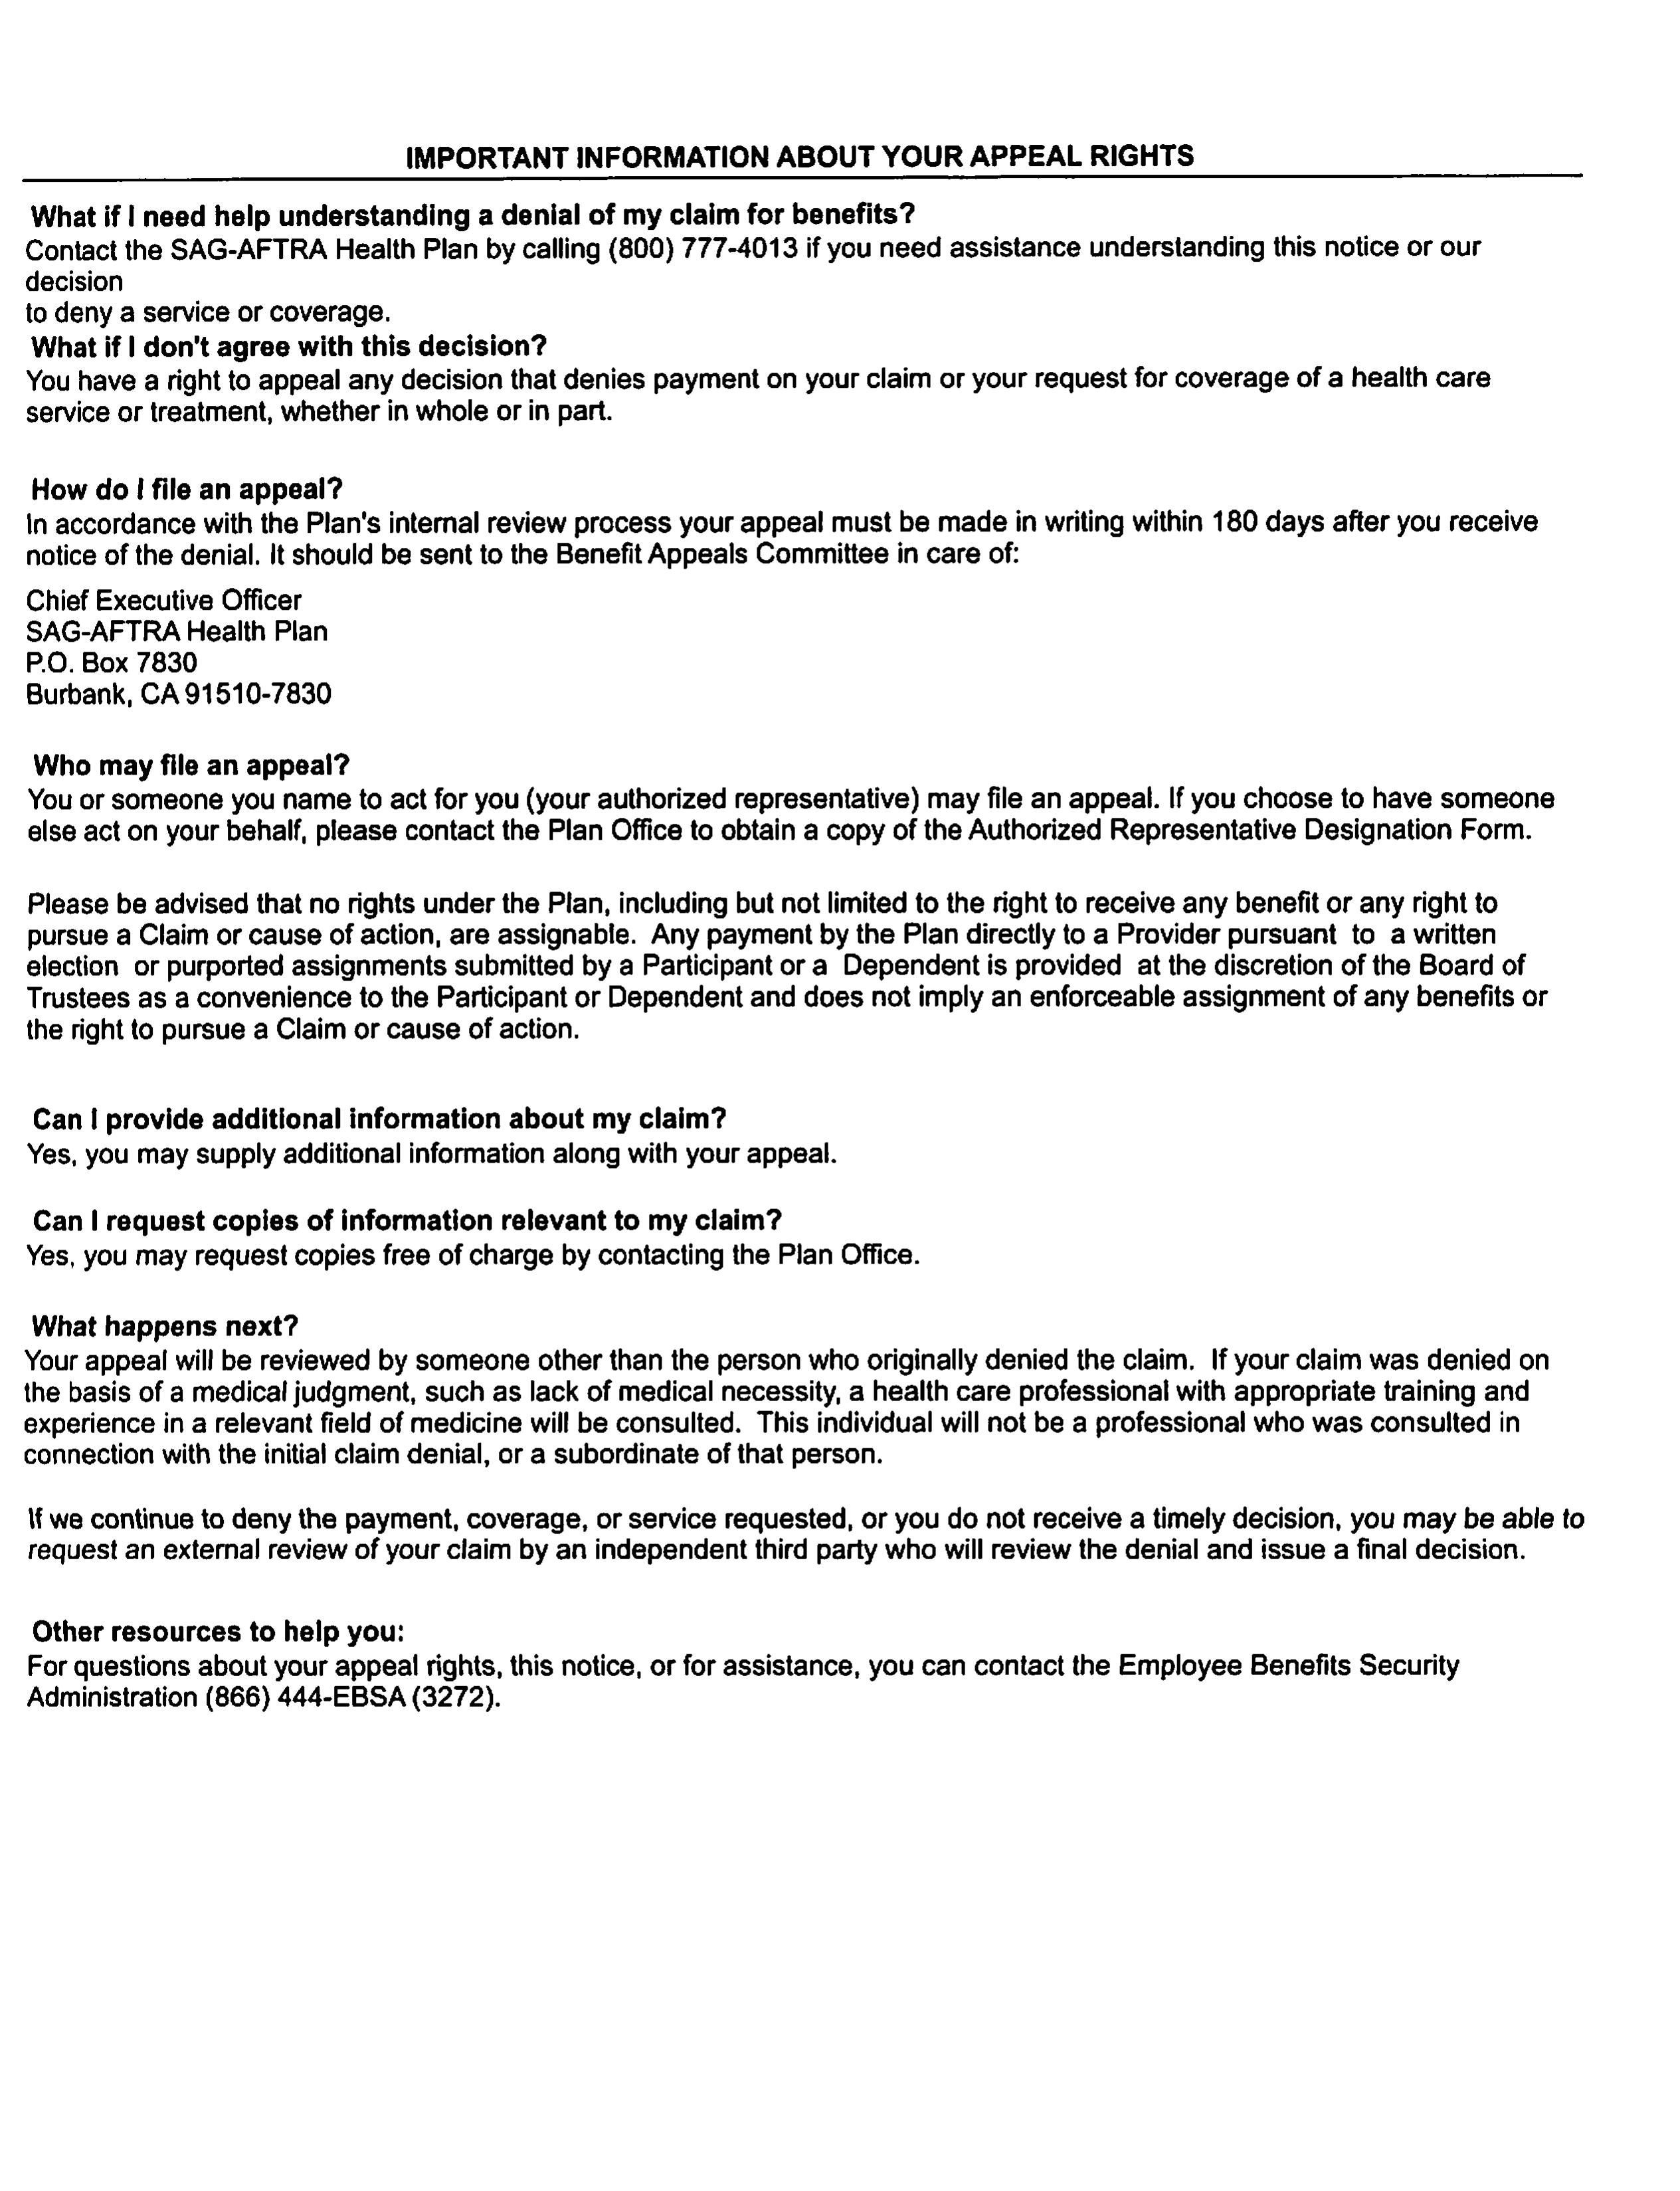 IMPORTANT INFORMATION ABOUT YOUR APPEAL RIGHTS
What if I need help understanding a denial of my claim for benefits?
Contact the SAG-AFTRA Health Plan by calling (800) 777-4013 if you need assistance understanding this notice or our
decision
to deny a service or coverage.
What if I don't agree with this decision?
You have a right to appeal any decision that denies payment on your claim or your request for coverage of a health care
service or treatment, whether in whole or in part.
How do I file an appeal?
In accordance with the Plan's internal review process your appeal must be made in writing within 180 days after you receive
notice of the denial. It should be sent to the Benefit Appeals Committee in care of:
Chief Executive Officer
SAG-AFTRA Health Plan
P.O. Box 7830
Burbank, CA 91510-7830
Who may file an appeal?
You or someone you name to act for you (your authorized representative) may file an appeal. If you choose to have someone
else act on your behalf, please contact the Plan Office to obtain a copy of the Authorized Representative Designation Form.
Please be advised that no rights under the Plan, including but not limited to the right to receive any benefit or any right to
pursue a Claim or cause of action, are assignable. Any payment by the Plan directly to a Provider pursuant to a written
election or purported assignments submitted by a Participant or a Dependent is provided at the discretion of the Board of
Trustees as a convenience to the Participant or Dependent and does not imply an enforceable assignment of any benefits or
the right to pursue a Claim or cause of action.
Can I provide additional information about my claim?
Yes, you may supply additional information along with your appeal.
Can I request copies of information relevant to my claim?
Yes, you may request copies free of charge by contacting the Plan Office.
What happens next?
Your appeal will be reviewed by someone other than the person who originally denied the claim. If your claim was denied on
the basis of a medical judgment, such as lack of medical necessity, a health care professional with appropriate training and
experience in a relevant field of medicine will be consulted. This individual will not be a professional who was consulted in
connection with the initial claim denial, or a subordinate of that person.
If we continue to deny the payment, coverage, or service requested, or you do not receive a timely decision, you may be able to
request an external review of your claim by an independent third party who will review the denial and issue a final decision.
Other resources to help you:
For questions about your appeal rights, this notice, or for assistance, you can contact the Employee Benefits Security
Administration (866) 444-EBSA (3272).